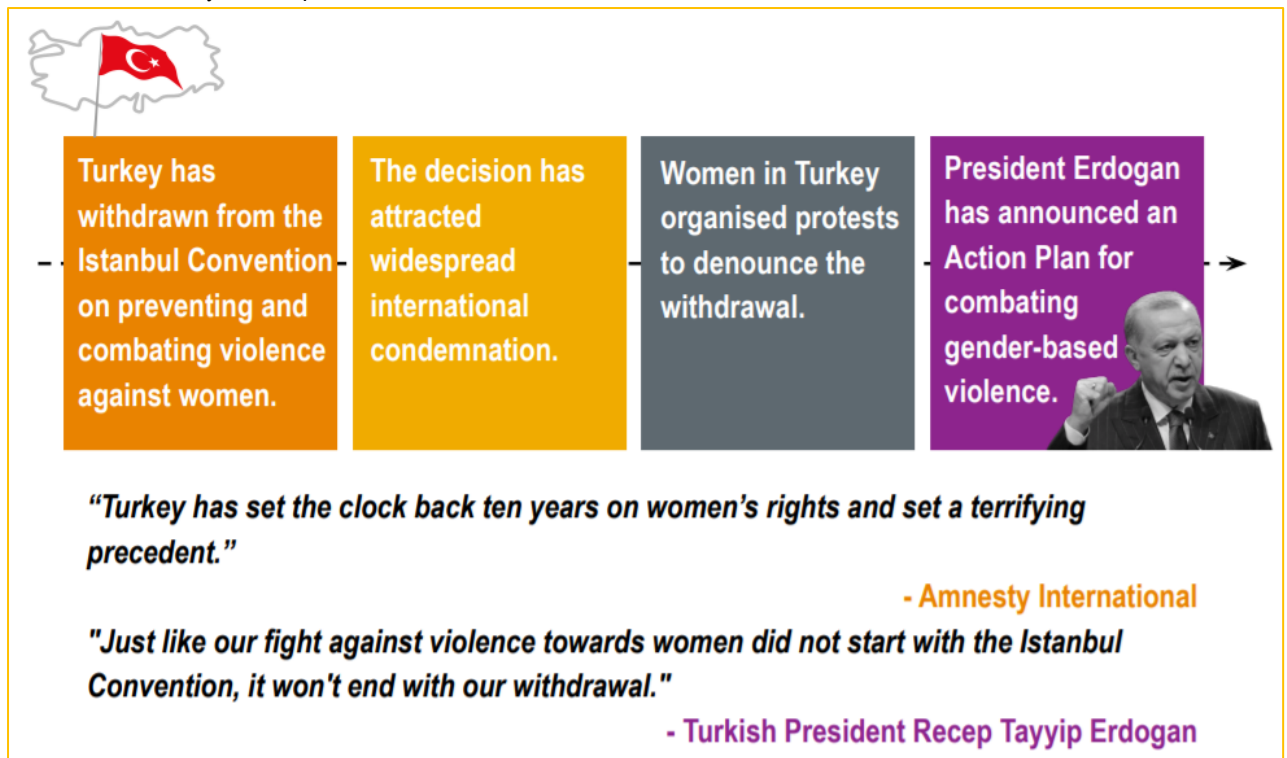 Turkey has
withdrawn from the
Istanbul Convention
on preventing and
combating violence
against women.
The decision has
attracted
widespread
international
condemnation.
Women in Turkey
organised protests
to denounce the
withdrawal.
President Erdogan
has announced an
Action Plan for
combating
gender-based
violence.
“Turkey has set the clock back ten years on women’s rights and set a terrifying
precedent.”
- Amnesty International
"Just like our fight against violence towards women did not start with the Istanbul
Convention, it won't end with our withdrawal."
- Turkish President Recep Tayyip Erdogan